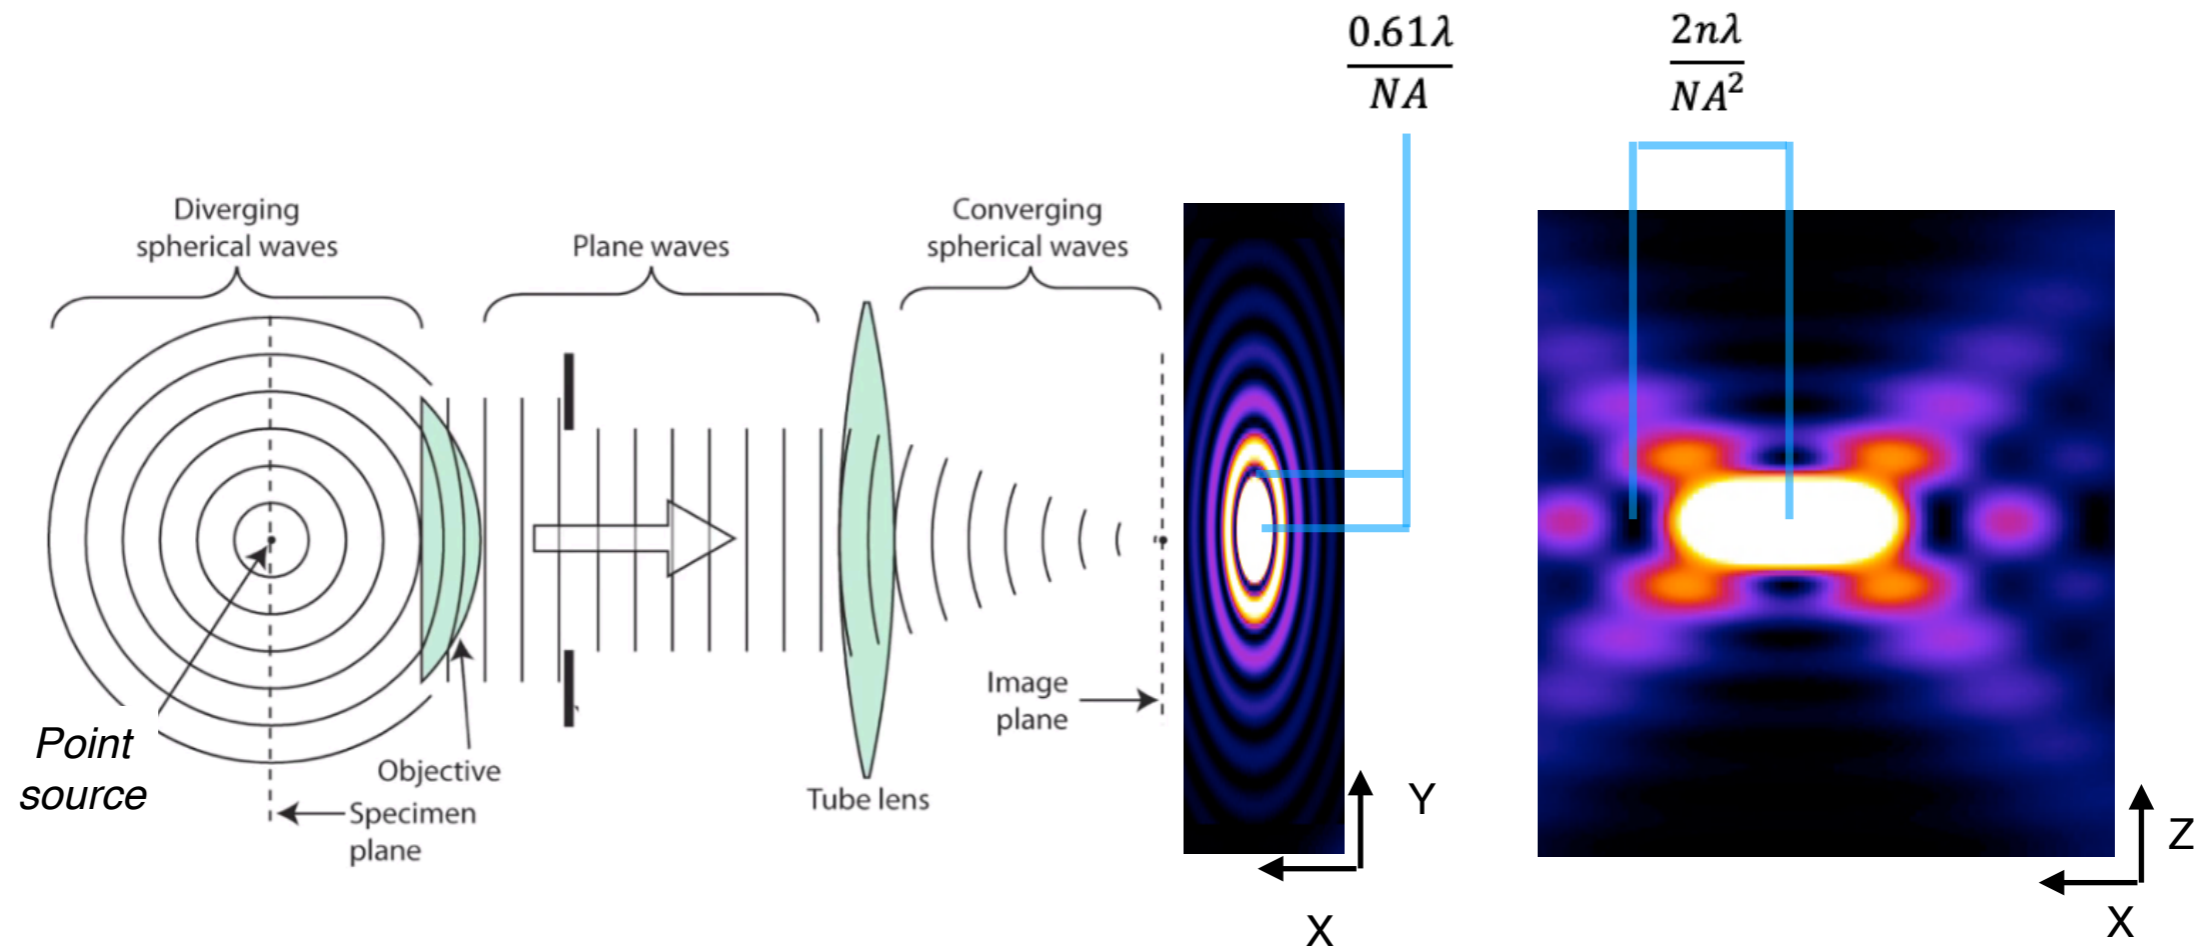 0.61λ
NA
2nλ
NA²
Diverging
spherical waves
Plane waves
Converging
spherical waves
Point
source
Objective
Specimen
plane
Tube lens
Image
plane
Y
X
Z
X